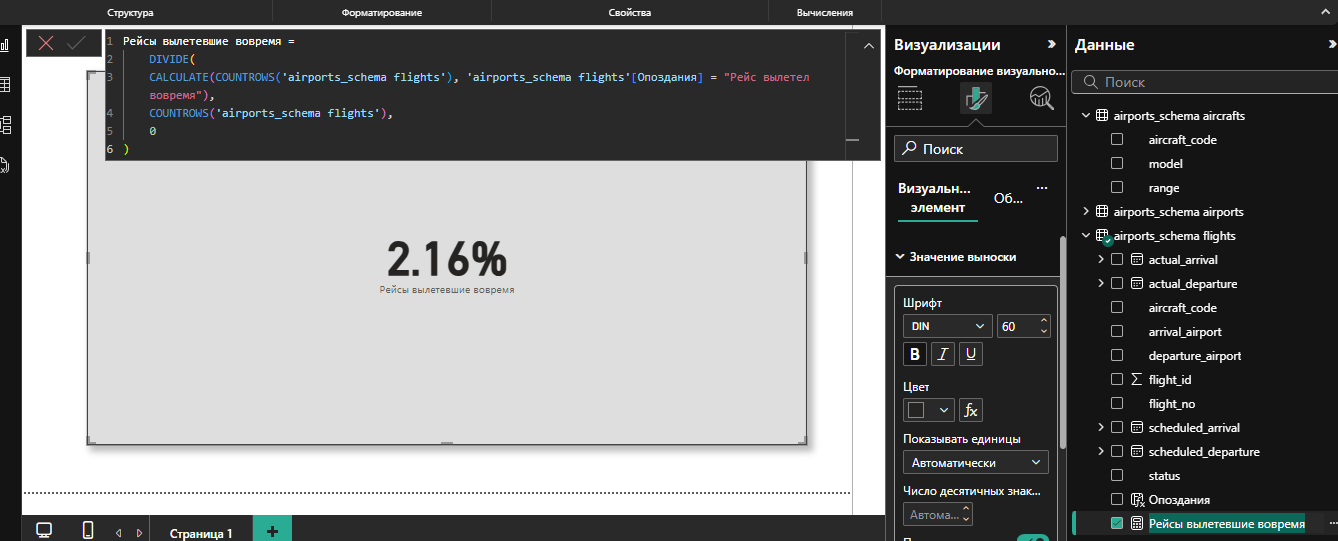 Структура
Форматирование
Свойства
Вычисления
1 Рейсы вылетевшие вовремя =
2 DIVIDE(
3 CALCULATE(COUNTROWS('airports_schema flights'), 'airports_schema flights'[Опоздания] = "Рейс вылетел
вовремя"),
4 COUNTROWS('airports_schema flights'),
5 0
6 )
2.16%
Рейсы вылетевшие вовремя
Страница 1
Визуализации
Форматирование визуально...
Поиск
Визуальн...
элемент
Об...
Значение выноски
Шрифт
DIN
60
B
I
U
Цвет
fx
Показывать единицы
Автоматически
Число десятичных знак...
Автома...
Данные
Поиск
airports_schema aircrafts
aircraft_code
model
range
airports_schema airports
airports_schema flights
actual_arrival
actual_departure
aircraft_code
arrival_airport
departure_airport
flight_id
flight_no
scheduled_arrival
scheduled_departure
status
Опоздания
Рейсы вылетевшие вовремя